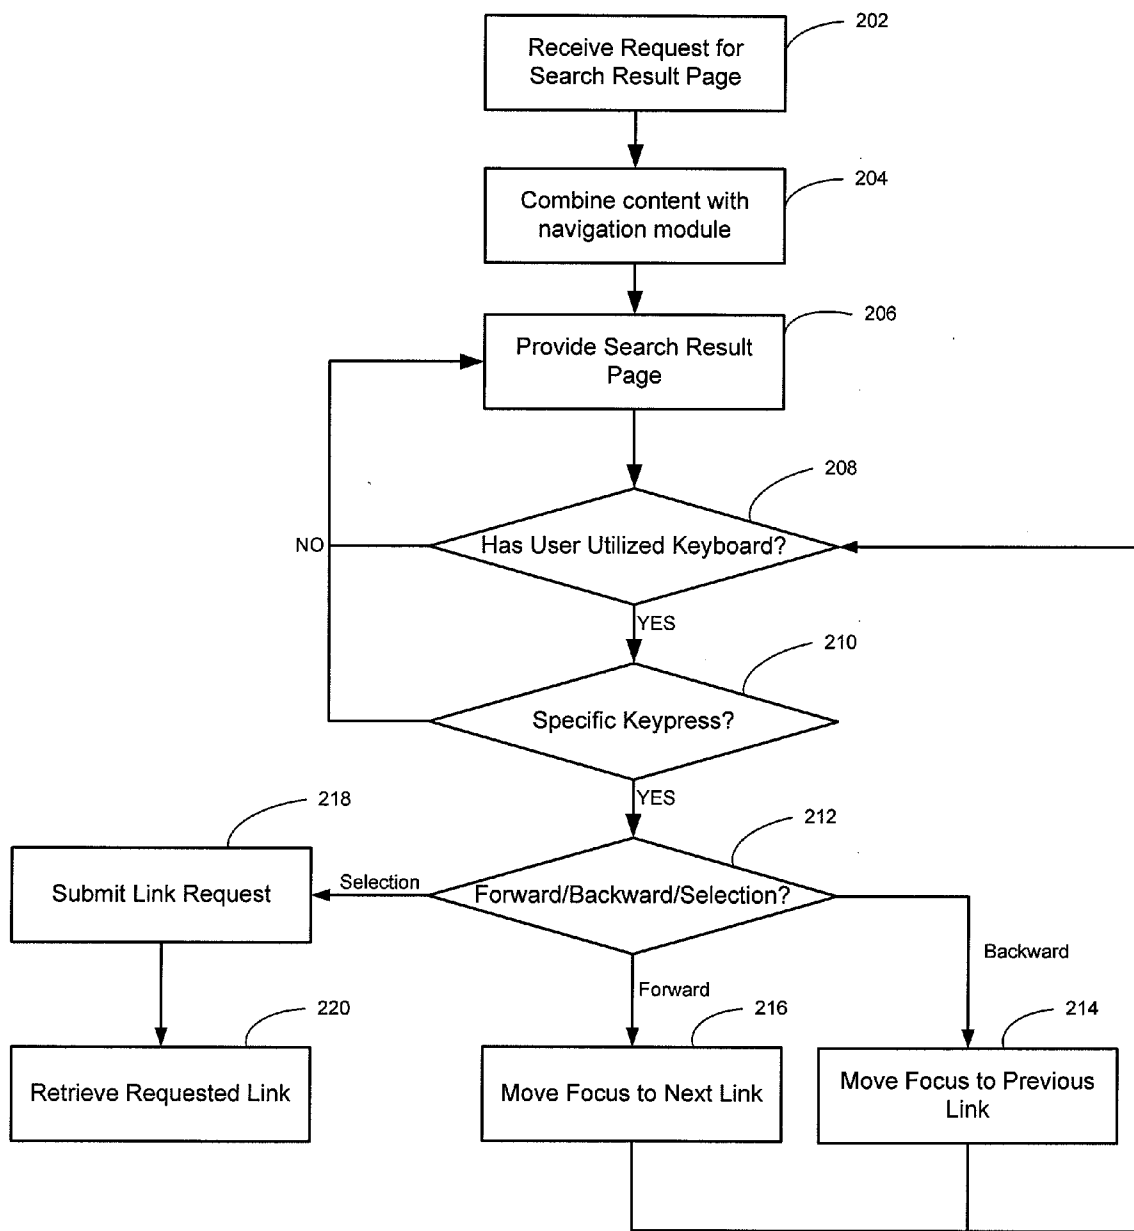 202
Receive Request for
Search Result Page
204
Combine content with
navigation module
206
Provide Search Result
Page
208
NO
Has User Utilized Keyboard?
YES
210
Specific Keypress?
YES
218
212
Submit Link Request
Selection
Forward/Backward/Selection?
Backward
Forward
220
216
214
Retrieve Requested Link
Move Focus to Next Link
Move Focus to Previous
Link